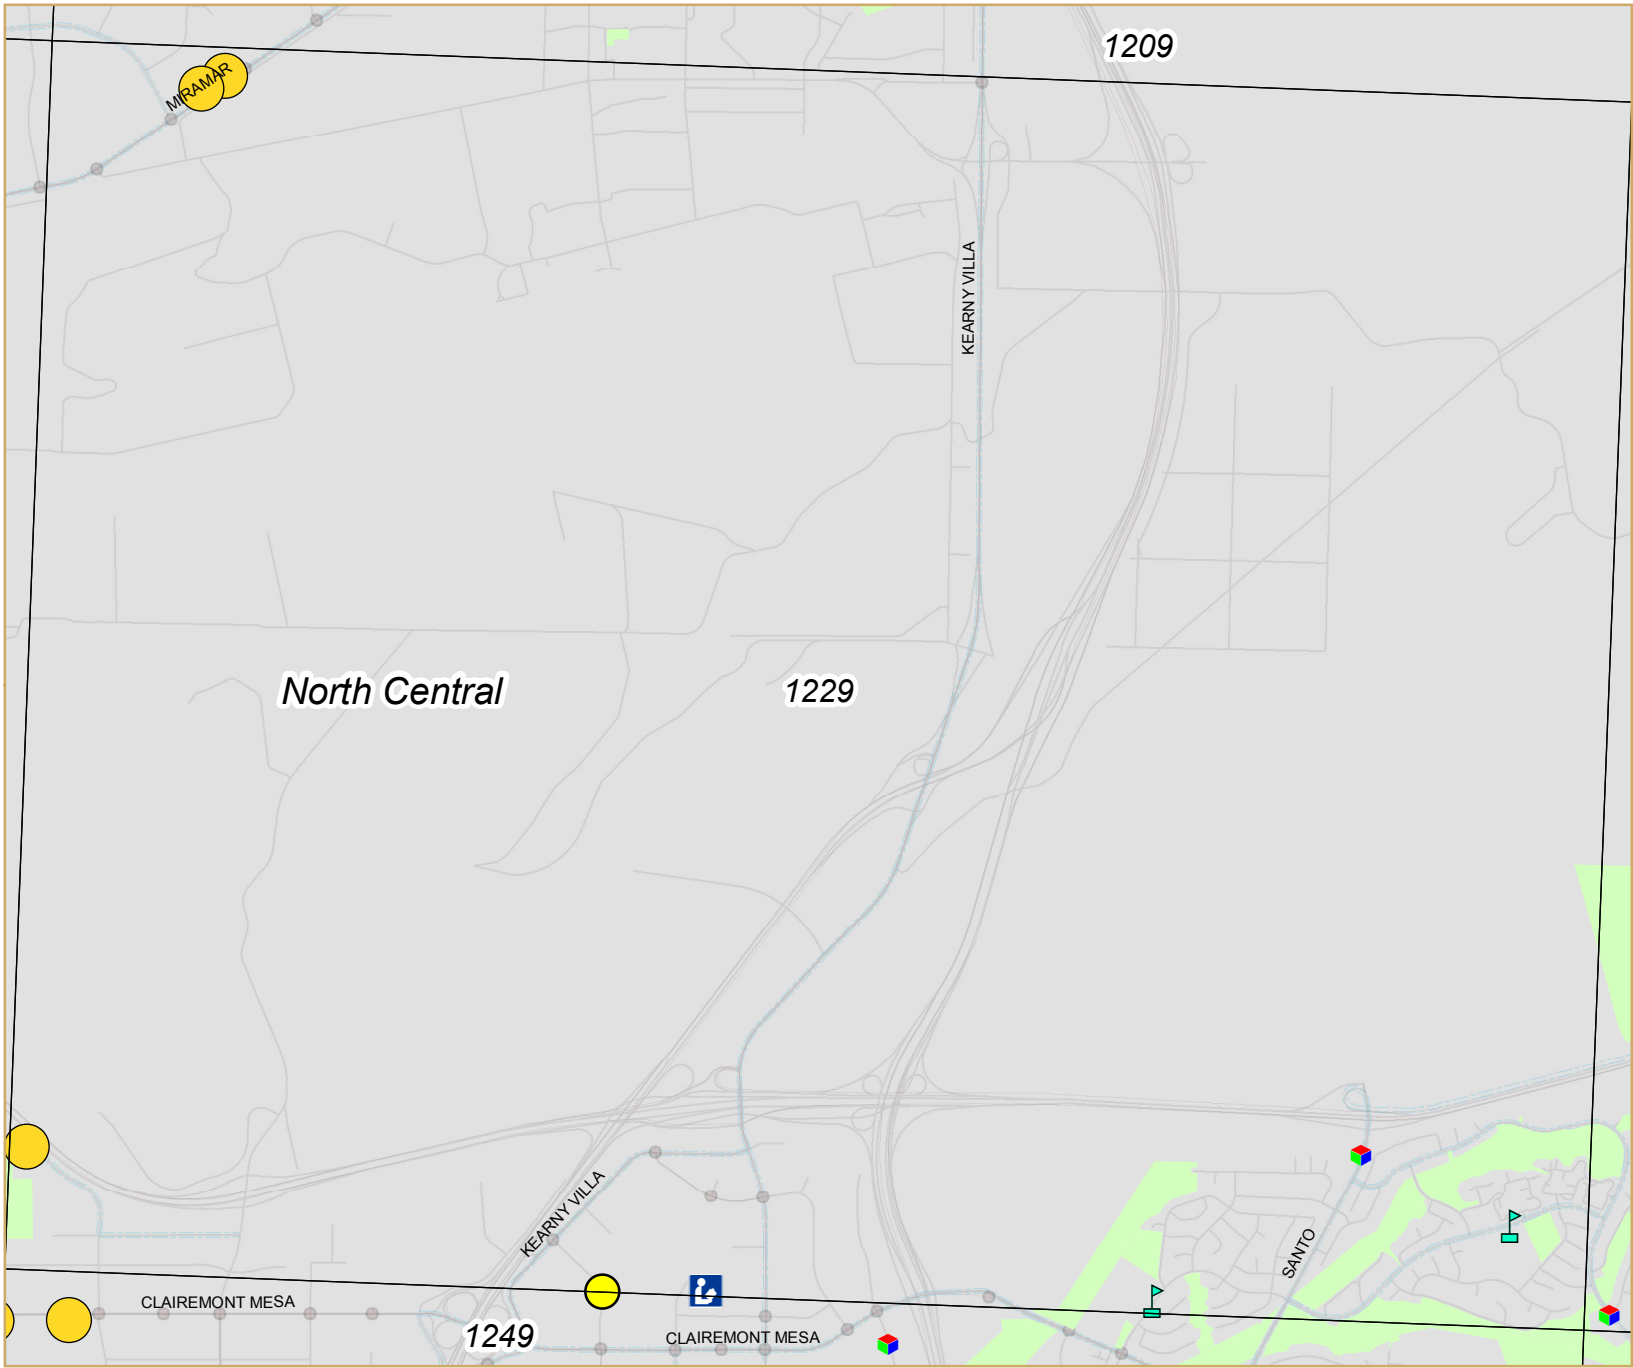 1209
MIRAMAR
KEARNY VILLA
North Central
1229
KEARNY VILLA
SANTO
CLAIREMONT MESA
1249
CLAIREMONT MESA